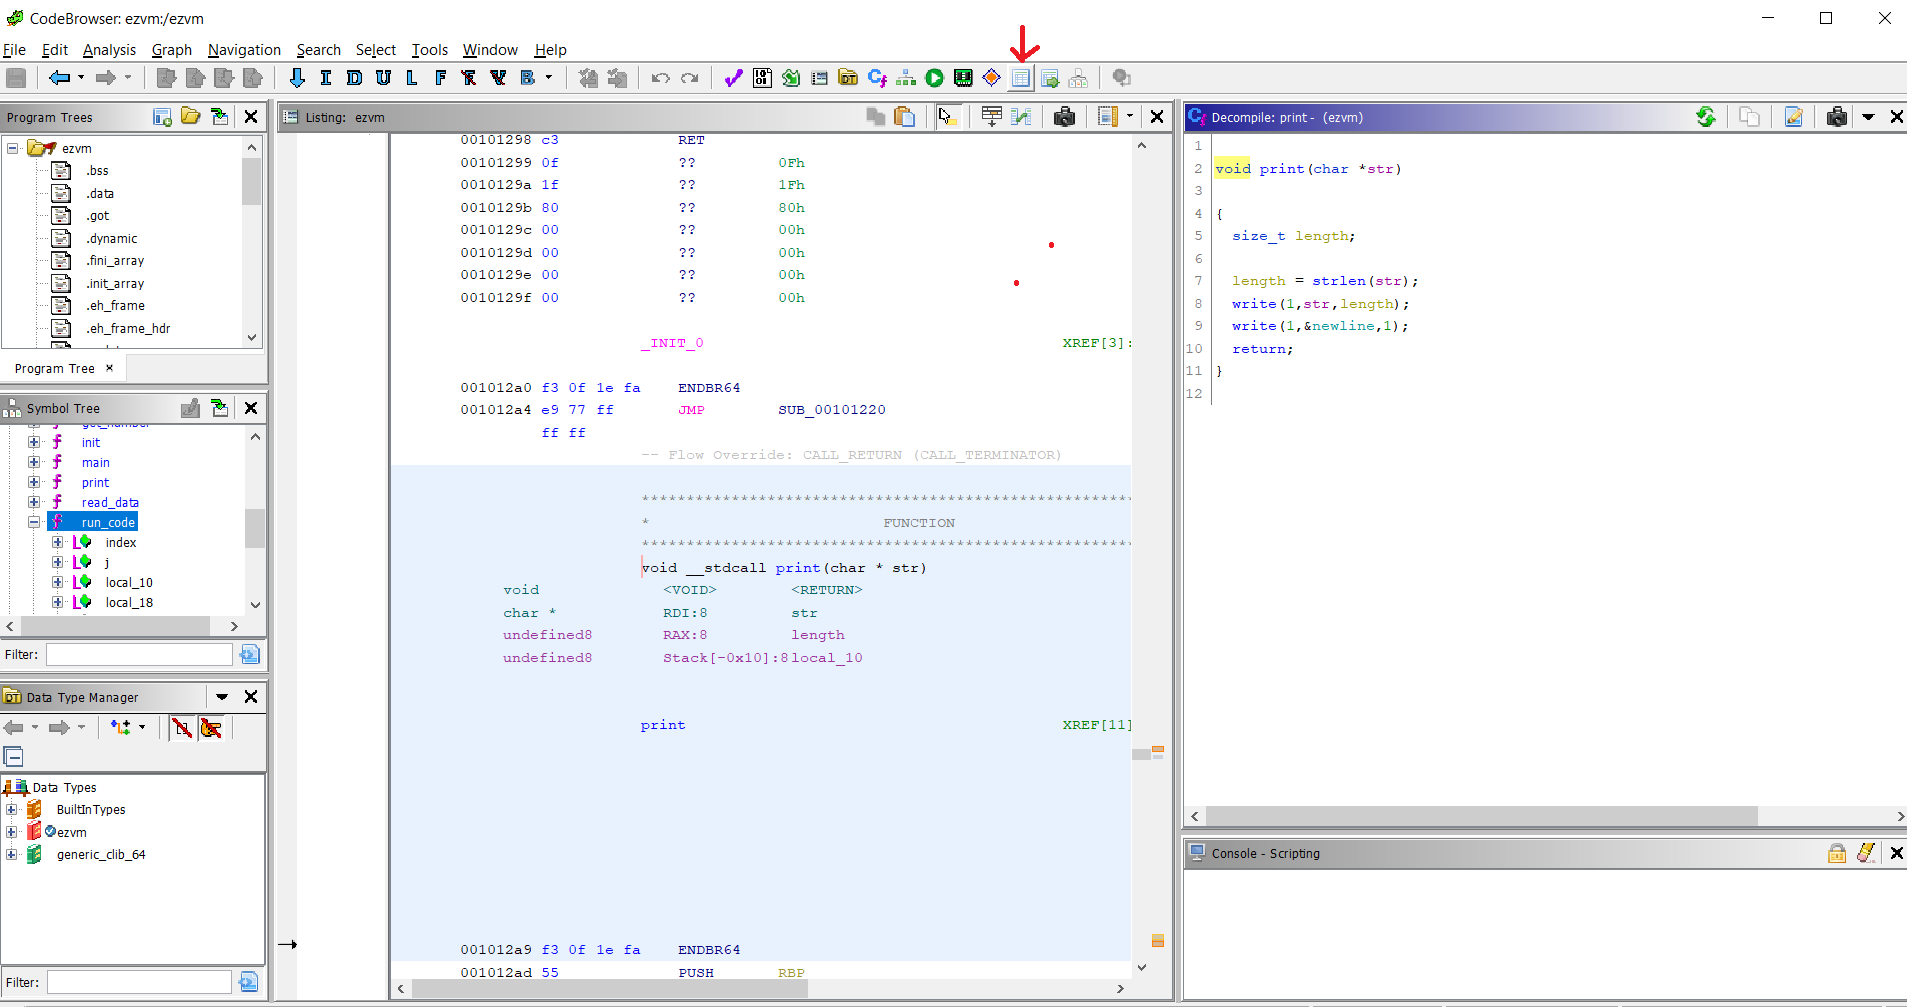 CodeBrowser: ezvm:/ezvm
File Edit Analysis Graph Navigation Search Select Tools Window Help
I D U L F F V B
Program Trees
ezvm
.bss
.data
.got
.dynamic
.fini_array
.init_array
.eh_frame
.eh_frame_hdr
Program Tree ×
Symbol Tree
get_number
init
main
print
read_data
run_code
index
j
local_10
local_18
Filter:
Data Type Manager
Data Types
BuiltInTypes
ezvm
generic_clib_64
Filter:
Listing: ezvm
00101298 c3 RET
00101299 0f ?? 0Fh
0010129a 1f ?? 1Fh
0010129b 80 ?? 80h
0010129c 00 ?? 00h
0010129d 00 ?? 00h
0010129e 00 ?? 00h
0010129f 00 ?? 00h
_INIT_0 XREF[3]:
001012a0 f3 0f 1e fa ENDBR64
001012a4 e9 77 ff JMP SUB_00101220
ff ff
-- Flow Override: CALL_RETURN (CALL_TERMINATOR)
******************************************************
* FUNCTION
******************************************************
void __stdcall print(char * str)
void <VOID> <RETURN>
char * RDI:8 str
undefined8 RAX:8 length
undefined8 Stack[-0x10]:8 local_10
print XREF[11]
001012a9 f3 0f 1e fa ENDBR64
001012ad 55 PUSH RBP
Decompile: print - (ezvm)
1
2 void print(char *str)
3
4 {
5 size_t length;
6
7 length = strlen(str);
8 write(1,str,length);
9 write(1,&newline,1);
10 return;
11 }
12
Console - Scripting